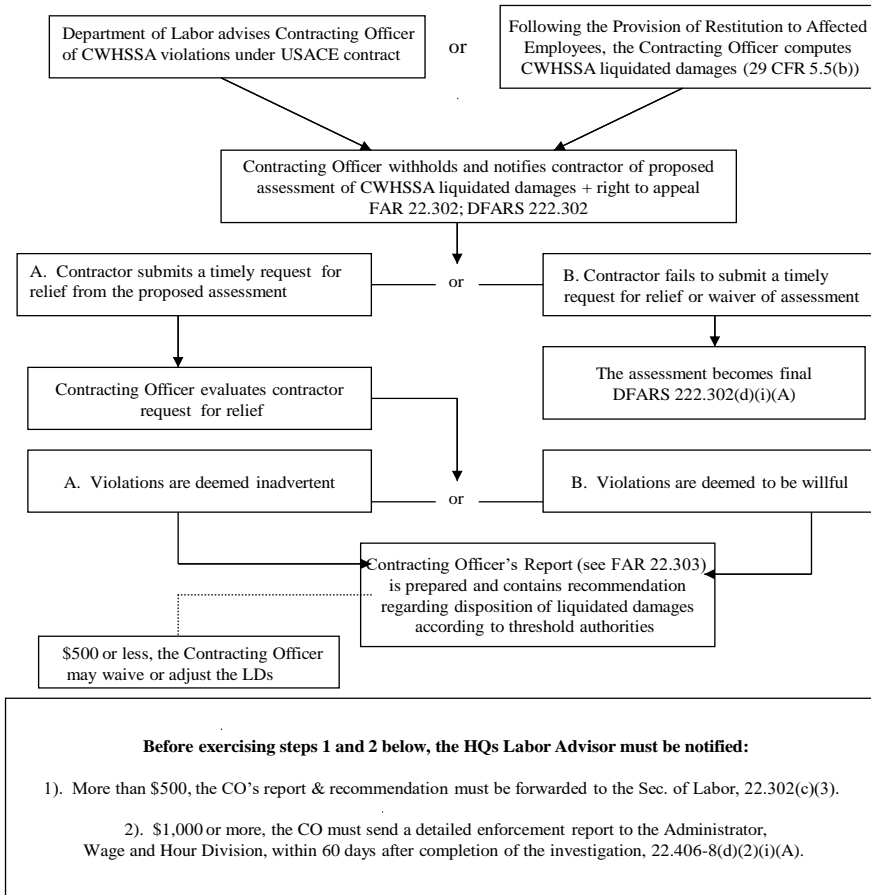 Department of Labor advises Contracting Officer
of CWHSSA violations under USACE contract
or
Following the Provision of Restitution to Affected
Employees, the Contracting Officer computes
CWHSSA liquidated damages (29 CFR 5.5(b))
Contracting Officer withholds and notifies contractor of proposed
assessment of CWHSSA liquidated damages + right to appeal
FAR 22.302; DFARS 222.302
A. Contractor submits a timely request for
relief from the proposed assessment
or
B. Contractor fails to submit a timely
request for relief or waiver of assessment
Contracting Officer evaluates contractor
request for relief
The assessment becomes final
DFARS 222.302(d)(i)(A)
A. Violations are deemed inadvertent
or
B. Violations are deemed to be willful
Contracting Officer's Report (see FAR 22.303)
is prepared and contains recommendation
regarding disposition of liquidated damages
according to threshold authorities
$500 or less, the Contracting Officer
may waive or adjust the LDs
Before exercising steps 1 and 2 below, the HQs Labor Advisor must be notified:
1). More than $500, the CO's report & recommendation must be forwarded to the Sec. of Labor, 22.302(c)(3).
2). $1,000 or more, the CO must send a detailed enforcement report to the Administrator,
Wage and Hour Division, within 60 days after completion of the investigation, 22.406-8(d)(2)(i)(A).